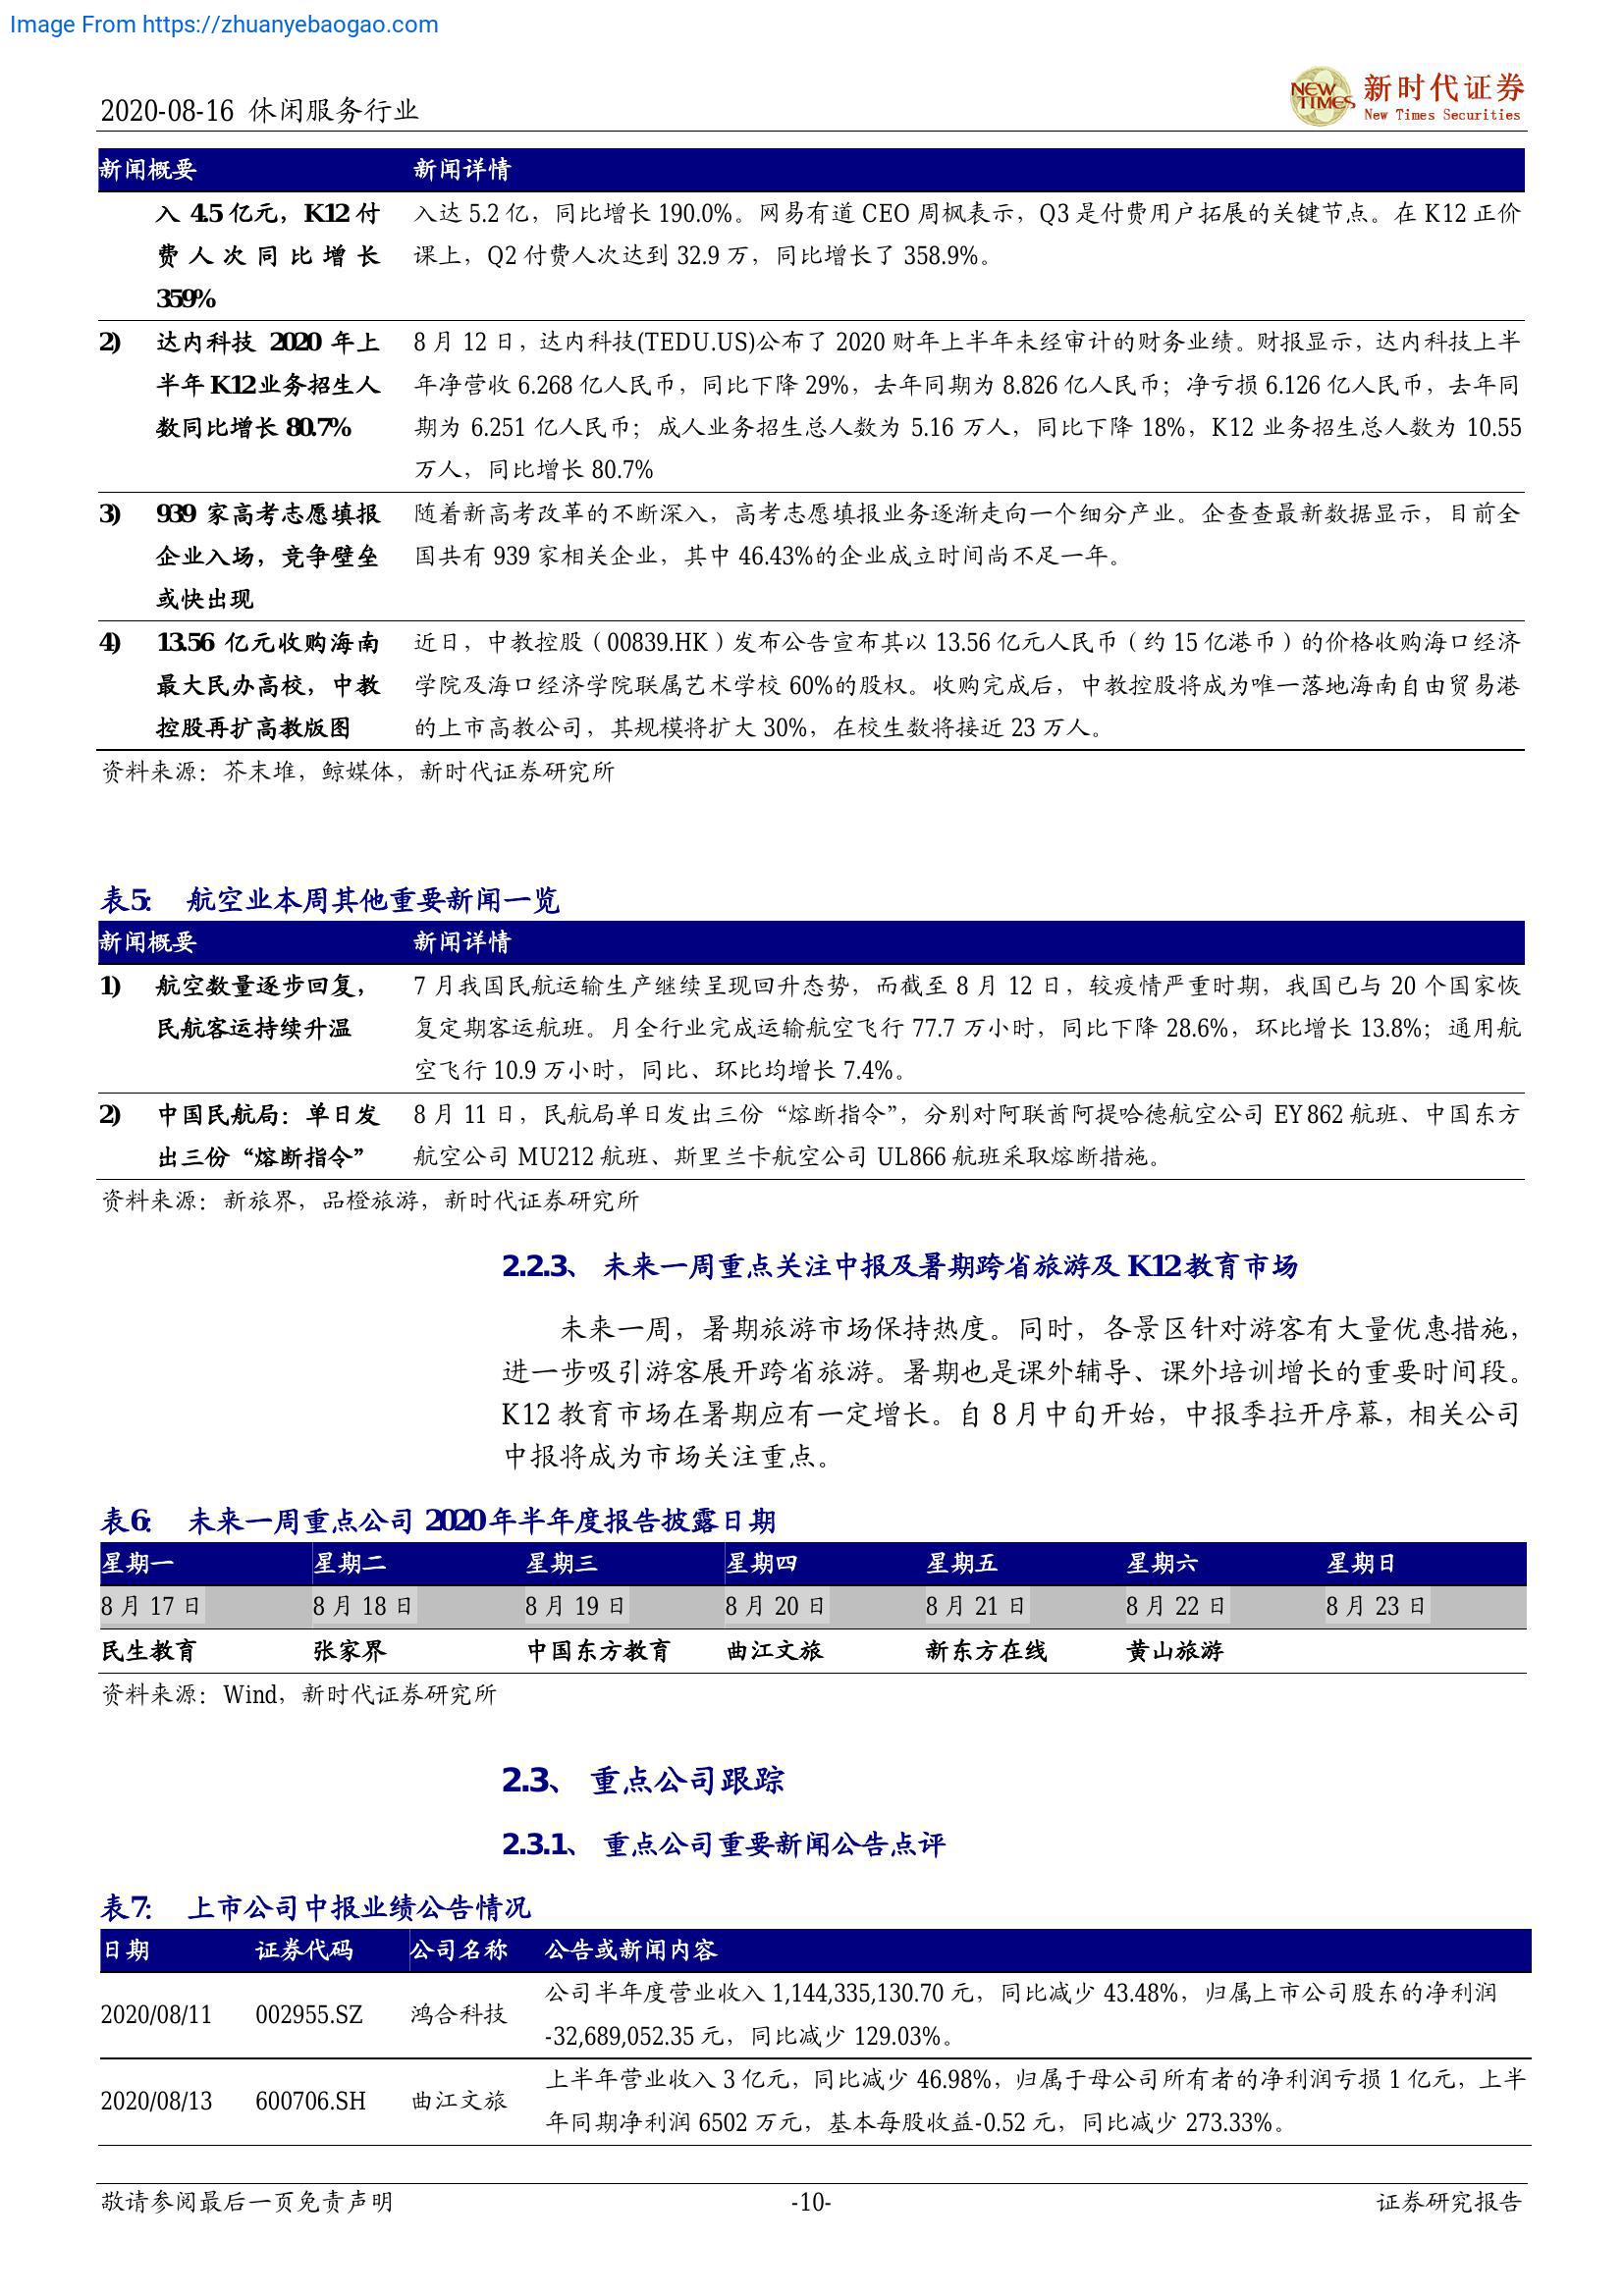 Image From https://zhuanyebaogao.com
2020-08-16 休闲服务行业
NEW TIMES 新时代证券
New Times Securities
新闻概要 新闻详情
入 4.5 亿元，K12 付 入达 5.2 亿，同比增长 190.0%。网易有道 CEO 周枫表示，Q3 是付费用户拓展的关键节点。在 K12 正价
费人次同比增长 课上，Q2 付费人次达到 32.9 万，同比增长了 358.9%。
359%
2) 达内科技 2020 年上 8 月 12 日，达内科技(TEDU.US)公布了 2020 财年上半年未经审计的财务业绩。财报显示，达内科技上半
半年 K12 业务招生人 年净营收 6.268 亿人民币，同比下降 29%，去年同期为 8.826 亿人民币；净亏损 6.126 亿人民币，去年同
数同比增长 80.7% 期为 6.251 亿人民币；成人业务招生总人数为 5.16 万人，同比下降 18%，K12 业务招生总人数为 10.55
万人，同比增长 80.7%
3) 939 家高考志愿填报 随着新高考改革的不断深入，高考志愿填报业务逐渐走向一个细分产业。企查查最新数据显示，目前全
企业入场，竞争壁垒 国共有 939 家相关企业，其中 46.43%的企业成立时间尚不足一年。
或快出现
4) 13.56 亿元收购海南 近日，中教控股（00839.HK）发布公告宣布其以 13.56 亿元人民币（约 15 亿港币）的价格收购海口经济
最大民办高校，中教 学院及海口经济学院联属艺术学校 60%的股权。收购完成后，中教控股将成为唯一落地海南自由贸易港
控股再扩高教版图 的上市高教公司，其规模将扩大 30%，在校生数将接近 23 万人。
资料来源：芥末堆，鲸媒体，新时代证券研究所
表5： 航空业本周其他重要新闻一览
新闻概要 新闻详情
1) 航空数量逐步回复， 7 月我国民航运输生产继续呈现回升态势，而截至 8 月 12 日，较疫情严重时期，我国已与 20 个国家恢
民航客运持续升温 复定期客运航班。月全行业完成运输航空飞行 77.7 万小时，同比下降 28.6%，环比增长 13.8%；通用航
空飞行 10.9 万小时，同比、环比均增长 7.4%。
2) 中国民航局：单日发 8 月 11 日，民航局单日发出三份“熔断指令”，分别对阿联酋阿提哈德航空公司 EY862 航班、中国东方
出三份“熔断指令” 航空公司 MU212 航班、斯里兰卡航空公司 UL866 航班采取熔断措施。
资料来源：新旅界，品橙旅游，新时代证券研究所
2.2.3、 未来一周重点关注中报及暑期跨省旅游及 K12 教育市场
未来一周，暑期旅游市场保持热度。同时，各景区针对游客有大量优惠措施，
进一步吸引游客展开跨省旅游。暑期也是课外辅导、课外培训增长的重要时间段。
K12 教育市场在暑期应有一定增长。自 8 月中旬开始，中报季拉开序幕，相关公司
中报将成为市场关注重点。
表6： 未来一周重点公司 2020 年半年度报告披露日期
星期一 星期二 星期三 星期四 星期五 星期六 星期日
8 月 17 日 8 月 18 日 8 月 19 日 8 月 20 日 8 月 21 日 8 月 22 日 8 月 23 日
民生教育 张家界 中国东方教育 曲江文旅 新东方在线 黄山旅游
资料来源：Wind，新时代证券研究所
2.3、 重点公司跟踪
2.3.1、 重点公司重要新闻公告点评
表7： 上市公司中报业绩公告情况
日期 证券代码 公司名称 公告或新闻内容
2020/08/11 002955.SZ 鸿合科技 公司半年度营业收入 1,144,335,130.70 元，同比减少 43.48%，归属上市公司股东的净利润
-32,689,052.35 元，同比减少 129.03%。
2020/08/13 600706.SH 曲江文旅 上半年营业收入 3 亿元，同比减少 46.98%，归属于母公司所有者的净利润亏损 1 亿元，上半
年同期净利润 6502 万元，基本每股收益-0.52 元，同比减少 273.33%。
敬请参阅最后一页免责声明 -10- 证券研究报告